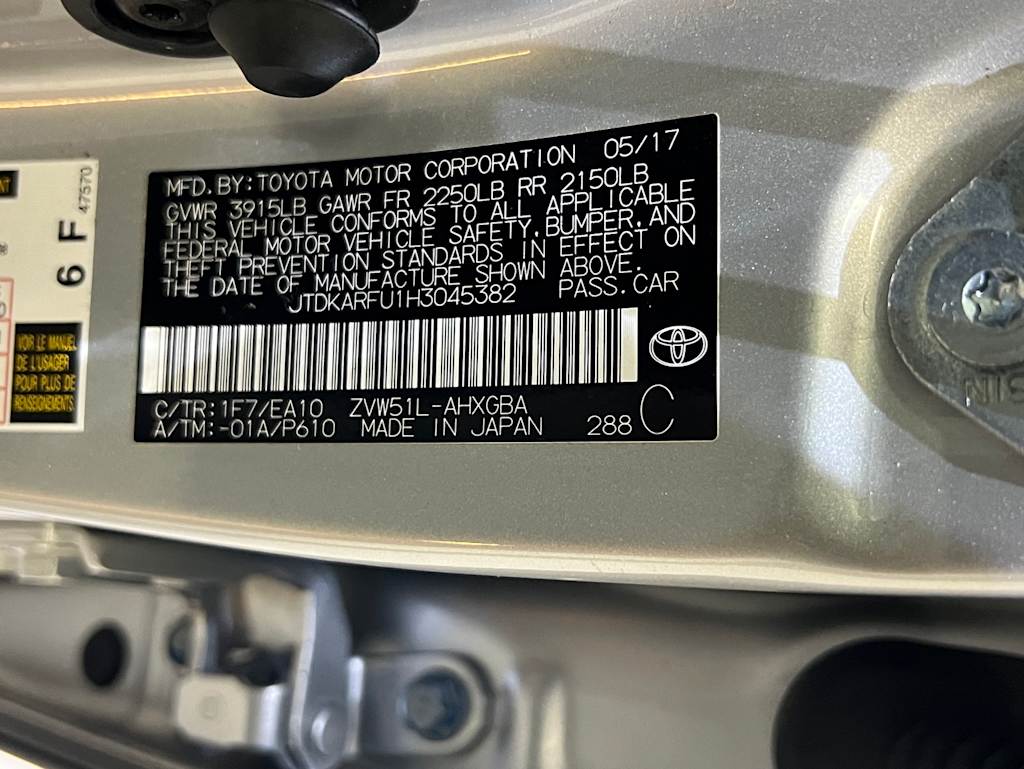 MFD. BY: TOYOTA MOTOR CORPORATION 05/17
GVWR 3915LB GAWR FR 2250LB RR 2150LB
THIS VEHICLE CONFORMS TO ALL APPLICABLE
FEDERAL MOTOR VEHICLE SAFETY, BUMPER, AND
THEFT PREVENTION STANDARDS IN EFFECT ON
THE DATE OF MANUFACTURE SHOWN ABOVE.
JTDKARFU1H3045382 PASS. CAR
C/TR: 1F7/EA10 ZVW51L-AHXGBA
A/TM: -01A/P610 MADE IN JAPAN 288 C
6 F
47570
VOIR LE MANUEL
DE L'USAGER
POUR PLUS DE
RENSEIGNEMENTS
NT
SIN